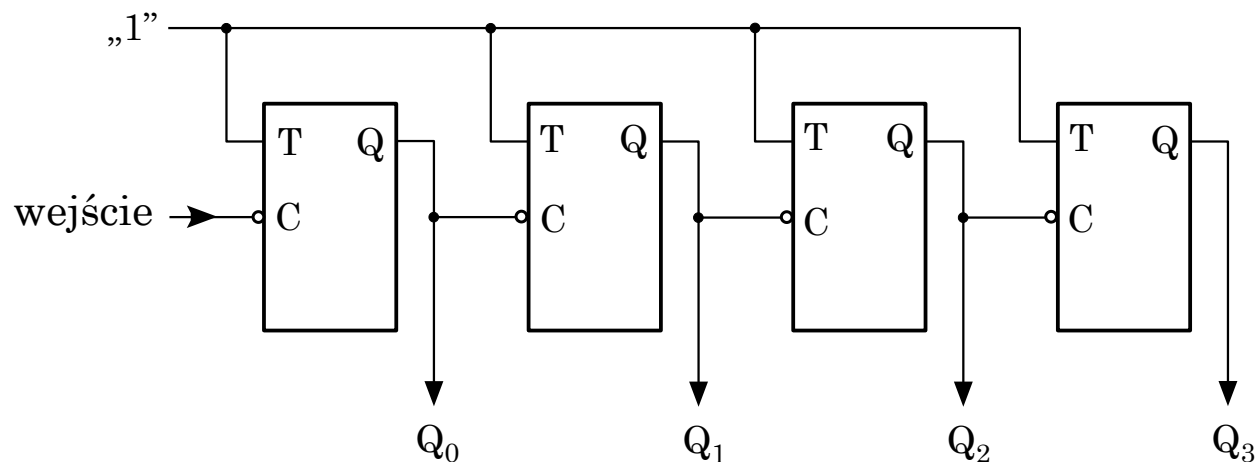 „1”
T Q T Q T Q T Q
wejście C C C C
Q₀ Q₁ Q₂ Q₃